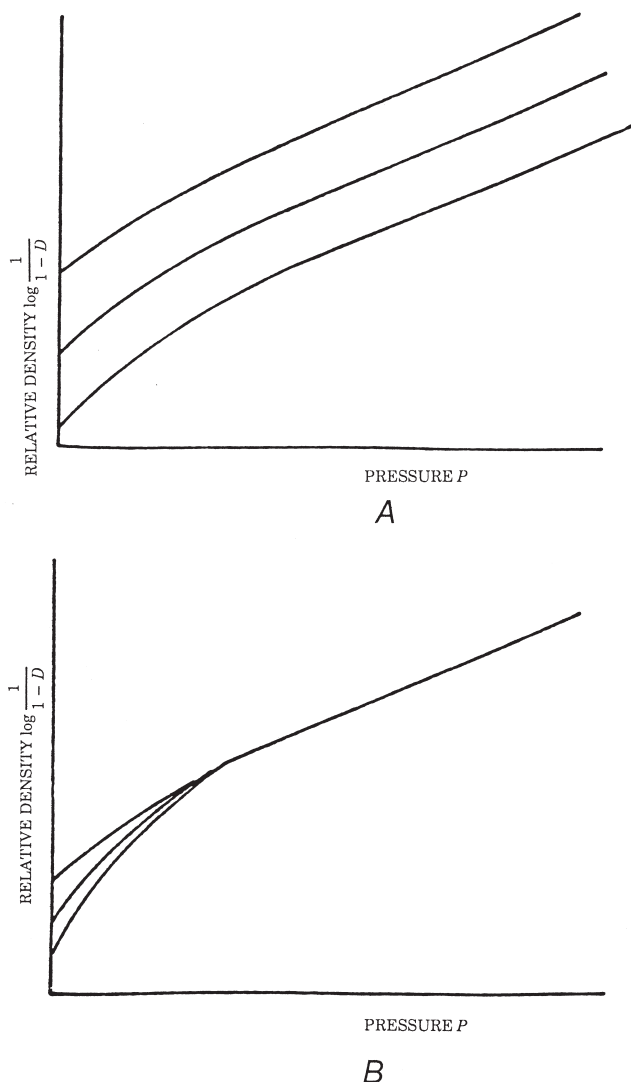 RELATIVE DENSITY log 1/(1 − D)
PRESSURE P
A
RELATIVE DENSITY log 1/(1 − D)
PRESSURE P
B